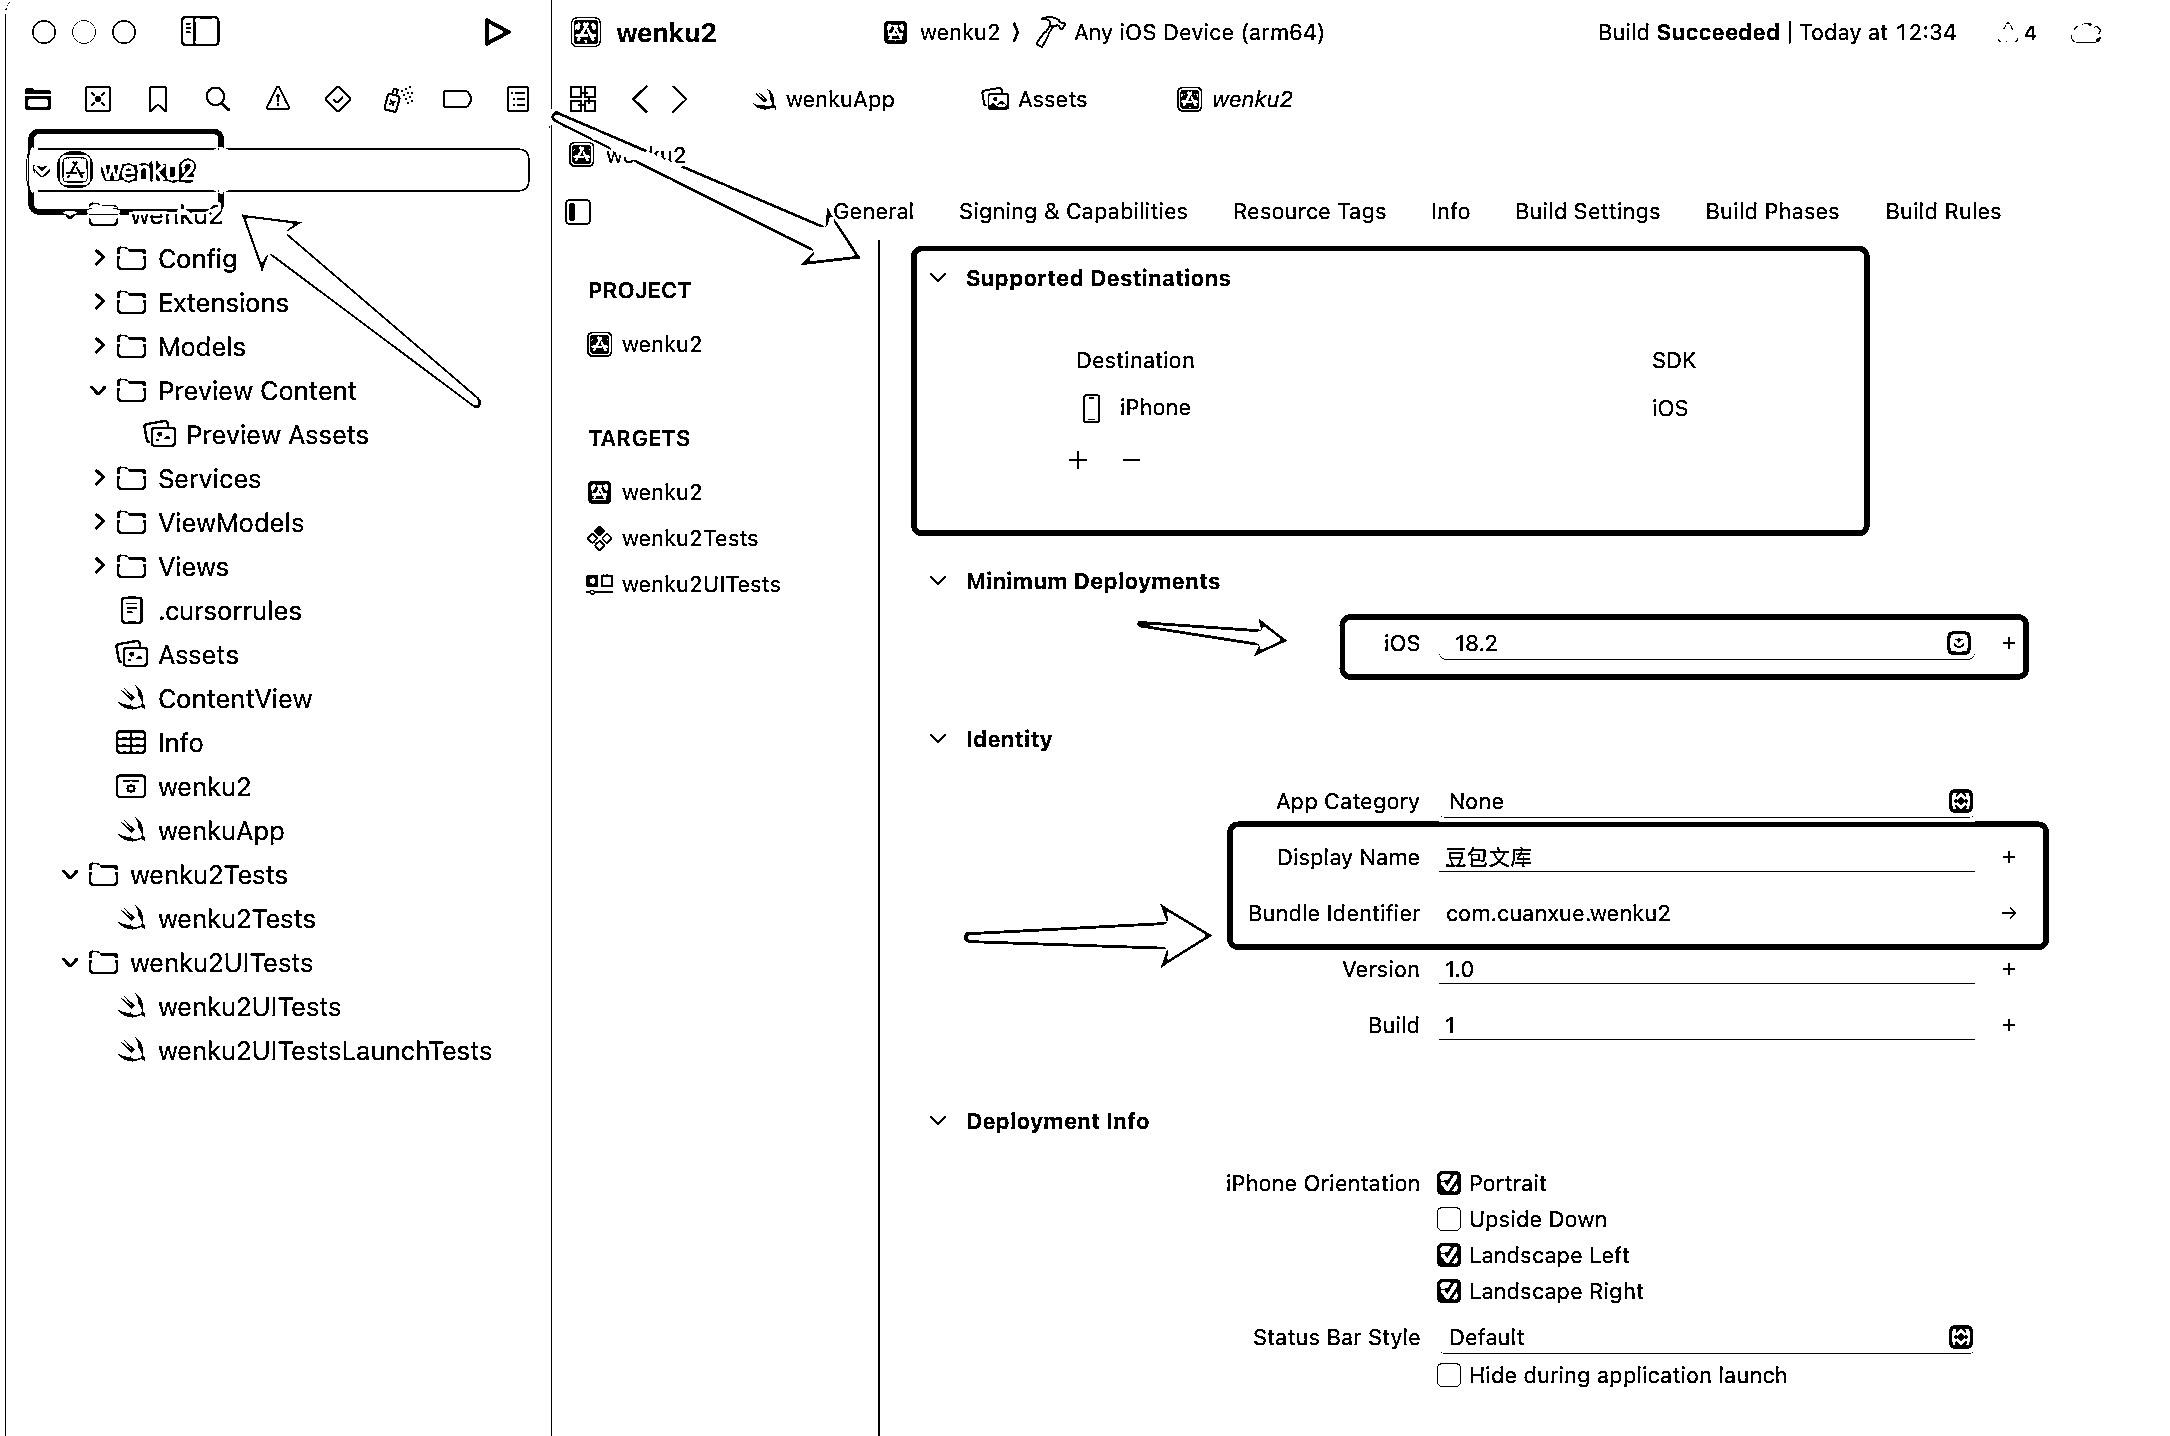 wenku2
wenku2 〉 Any iOS Device (arm64)
Build Succeeded | Today at 12:34
4
wenkuApp
Assets
wenku2
wenku2
wenku2
wenku2
Config
Extensions
Models
Preview Content
Preview Assets
Services
ViewModels
Views
.cursorrules
Assets
ContentView
Info
wenku2
wenkuApp
wenku2Tests
wenku2Tests
wenku2UITests
wenku2UITests
wenku2UITestsLaunchTests
General
Signing & Capabilities
Resource Tags
Info
Build Settings
Build Phases
Build Rules
PROJECT
wenku2
TARGETS
wenku2
wenku2Tests
wenku2UITests
Supported Destinations
Destination
SDK
iPhone
iOS
+ −
Minimum Deployments
iOS 18.2 +
Identity
App Category None
Display Name 豆包文库 +
Bundle Identifier com.cuanxue.wenku2 →
Version 1.0 +
Build 1 +
Deployment Info
iPhone Orientation Portrait
Upside Down
Landscape Left
Landscape Right
Status Bar Style Default
Hide during application launch